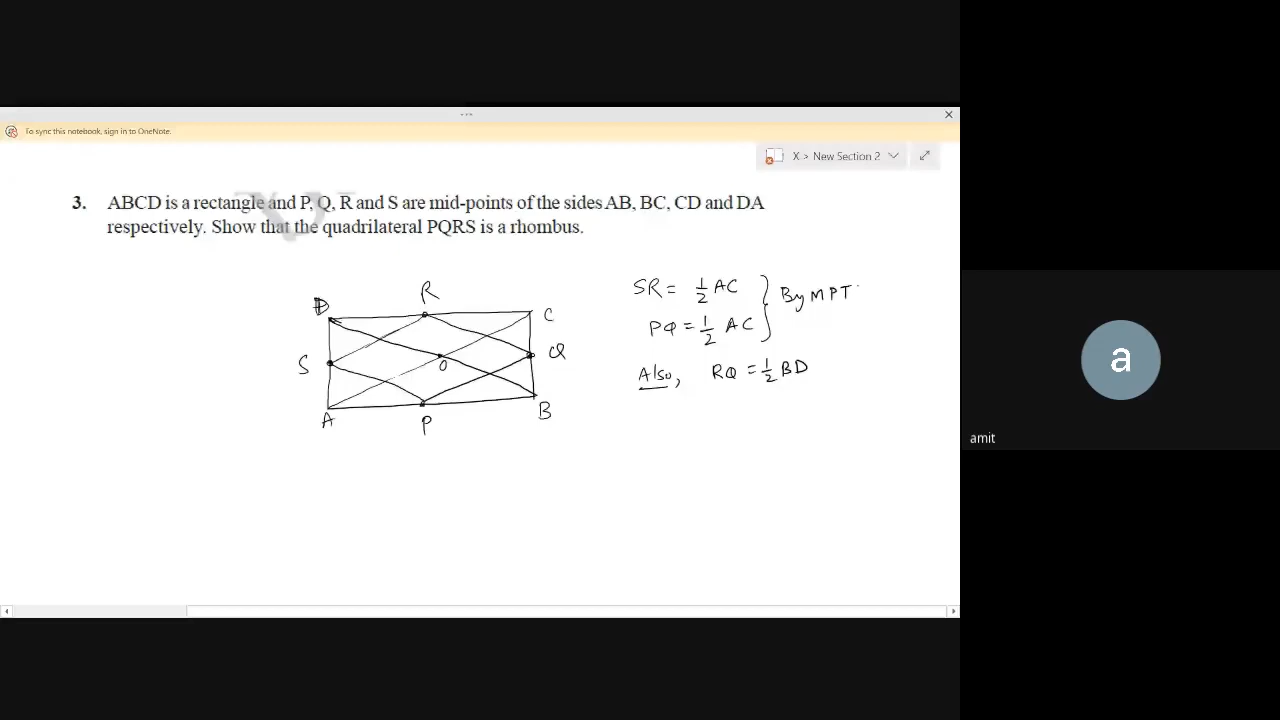 To sync this notebook, sign in to OneNote.
X > New Section 2
3. ABCD is a rectangle and P, Q, R and S are mid-points of the sides AB, BC, CD and DA
respectively. Show that the quadrilateral PQRS is a rhombus.
D R C
S O Q
A P B
SR = 1/2 AC } By MPT
PQ = 1/2 AC
Also, RQ = 1/2 BD
a
amit